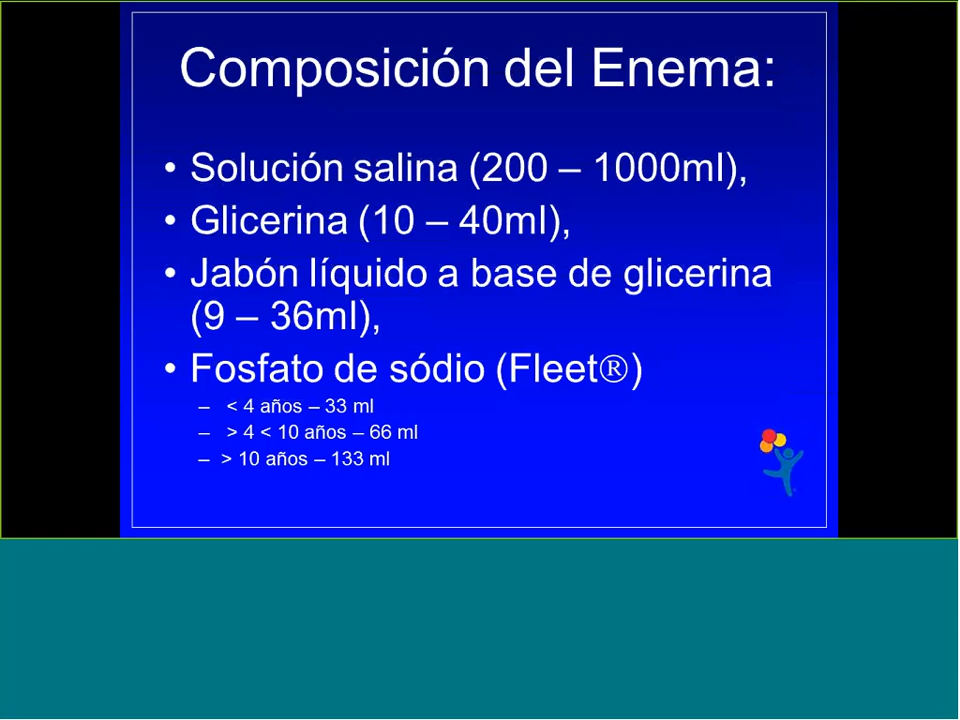 Composición del Enema:
• Solución salina (200 – 1000ml),
• Glicerina (10 – 40ml),
• Jabón líquido a base de glicerina
(9 – 36ml),
• Fosfato de sódio (Fleet®)
– < 4 años – 33 ml
– > 4 < 10 años – 66 ml
– > 10 años – 133 ml